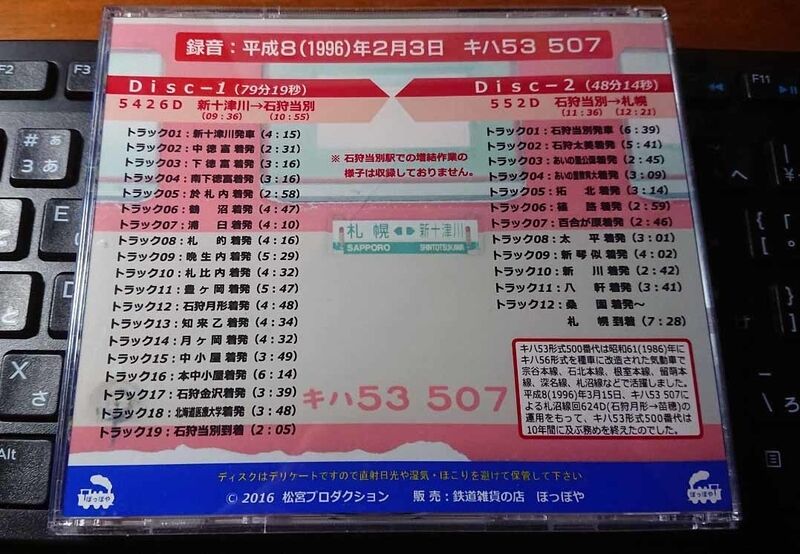 録音：平成8(1996)年2月3日 キハ53 507
Disc-1 (79分19秒)
5426D 新十津川→石狩当別
(09:36) (10:55)
トラック01：新十津川発車(4:15)
トラック02：中徳富着発(2:31)
トラック03：下徳富着発(3:16)
トラック04：南下徳富着発(3:16)
トラック05：於札内着発(2:58)
トラック06：鶴 沼着発(4:47)
トラック07：浦 臼着発(4:10)
トラック08：札 的着発(4:16)
トラック09：晩生内着発(5:29)
トラック10：札比内着発(4:32)
トラック11：豊ヶ岡着発(5:47)
トラック12：石狩月形着発(4:48)
トラック13：知来乙着発(4:34)
トラック14：月ヶ岡着発(4:32)
トラック15：中小屋着発(3:49)
トラック16：本中小屋着発(6:14)
トラック17：石狩金沢着発(3:39)
トラック18：北海道医療大学着発(3:48)
トラック19：石狩当別到着(2:05)
※ 石狩当別駅での増結作業の
様子は収録しておりません。
札幌 新十津川
SAPPORO SHINTOTSUKAWA
キハ53 507
Disc-2 (48分14秒)
552D 石狩当別→札幌
(11:36) (12:21)
トラック01：石狩当別発車(6:39)
トラック02：石狩太美着発(5:41)
トラック03：あいの里公園着発(2:45)
トラック04：あいの里教育大着発(3:09)
トラック05：拓 北着発(3:14)
トラック06：篠 路着発(2:59)
トラック07：百合が原着発(2:46)
トラック08：太 平着発(3:01)
トラック09：新琴似着発(4:02)
トラック10：新 川着発(2:42)
トラック11：八 軒着発(3:41)
トラック12：桑 園着発～
札 幌到着(7:28)
キハ53形式500番代は昭和61(1986)年に
キハ56形式を種車に改造された気動車で
宗谷本線、石北本線、根室本線、留萌本
線、深名線、札沼線などで活躍しました。
平成8(1996)年3月15日、キハ53 507に
よる札沼線回624D(石狩月形→苗穂)の
運用をもって、キハ53形式500番代は
10年間に及ぶ務めを終えたのでした。
ディスクはデリケートですので直射日光や湿気・ほこりを避けて保管して下さい
© 2016 松宮プロダクション 販売：鉄道雑貨の店 ぽっぽや
ぽっぽや
ぽっぽや
F2
F3
#
ぁ
3
あ
X
さ
Alt
F11
へ
「
ろ